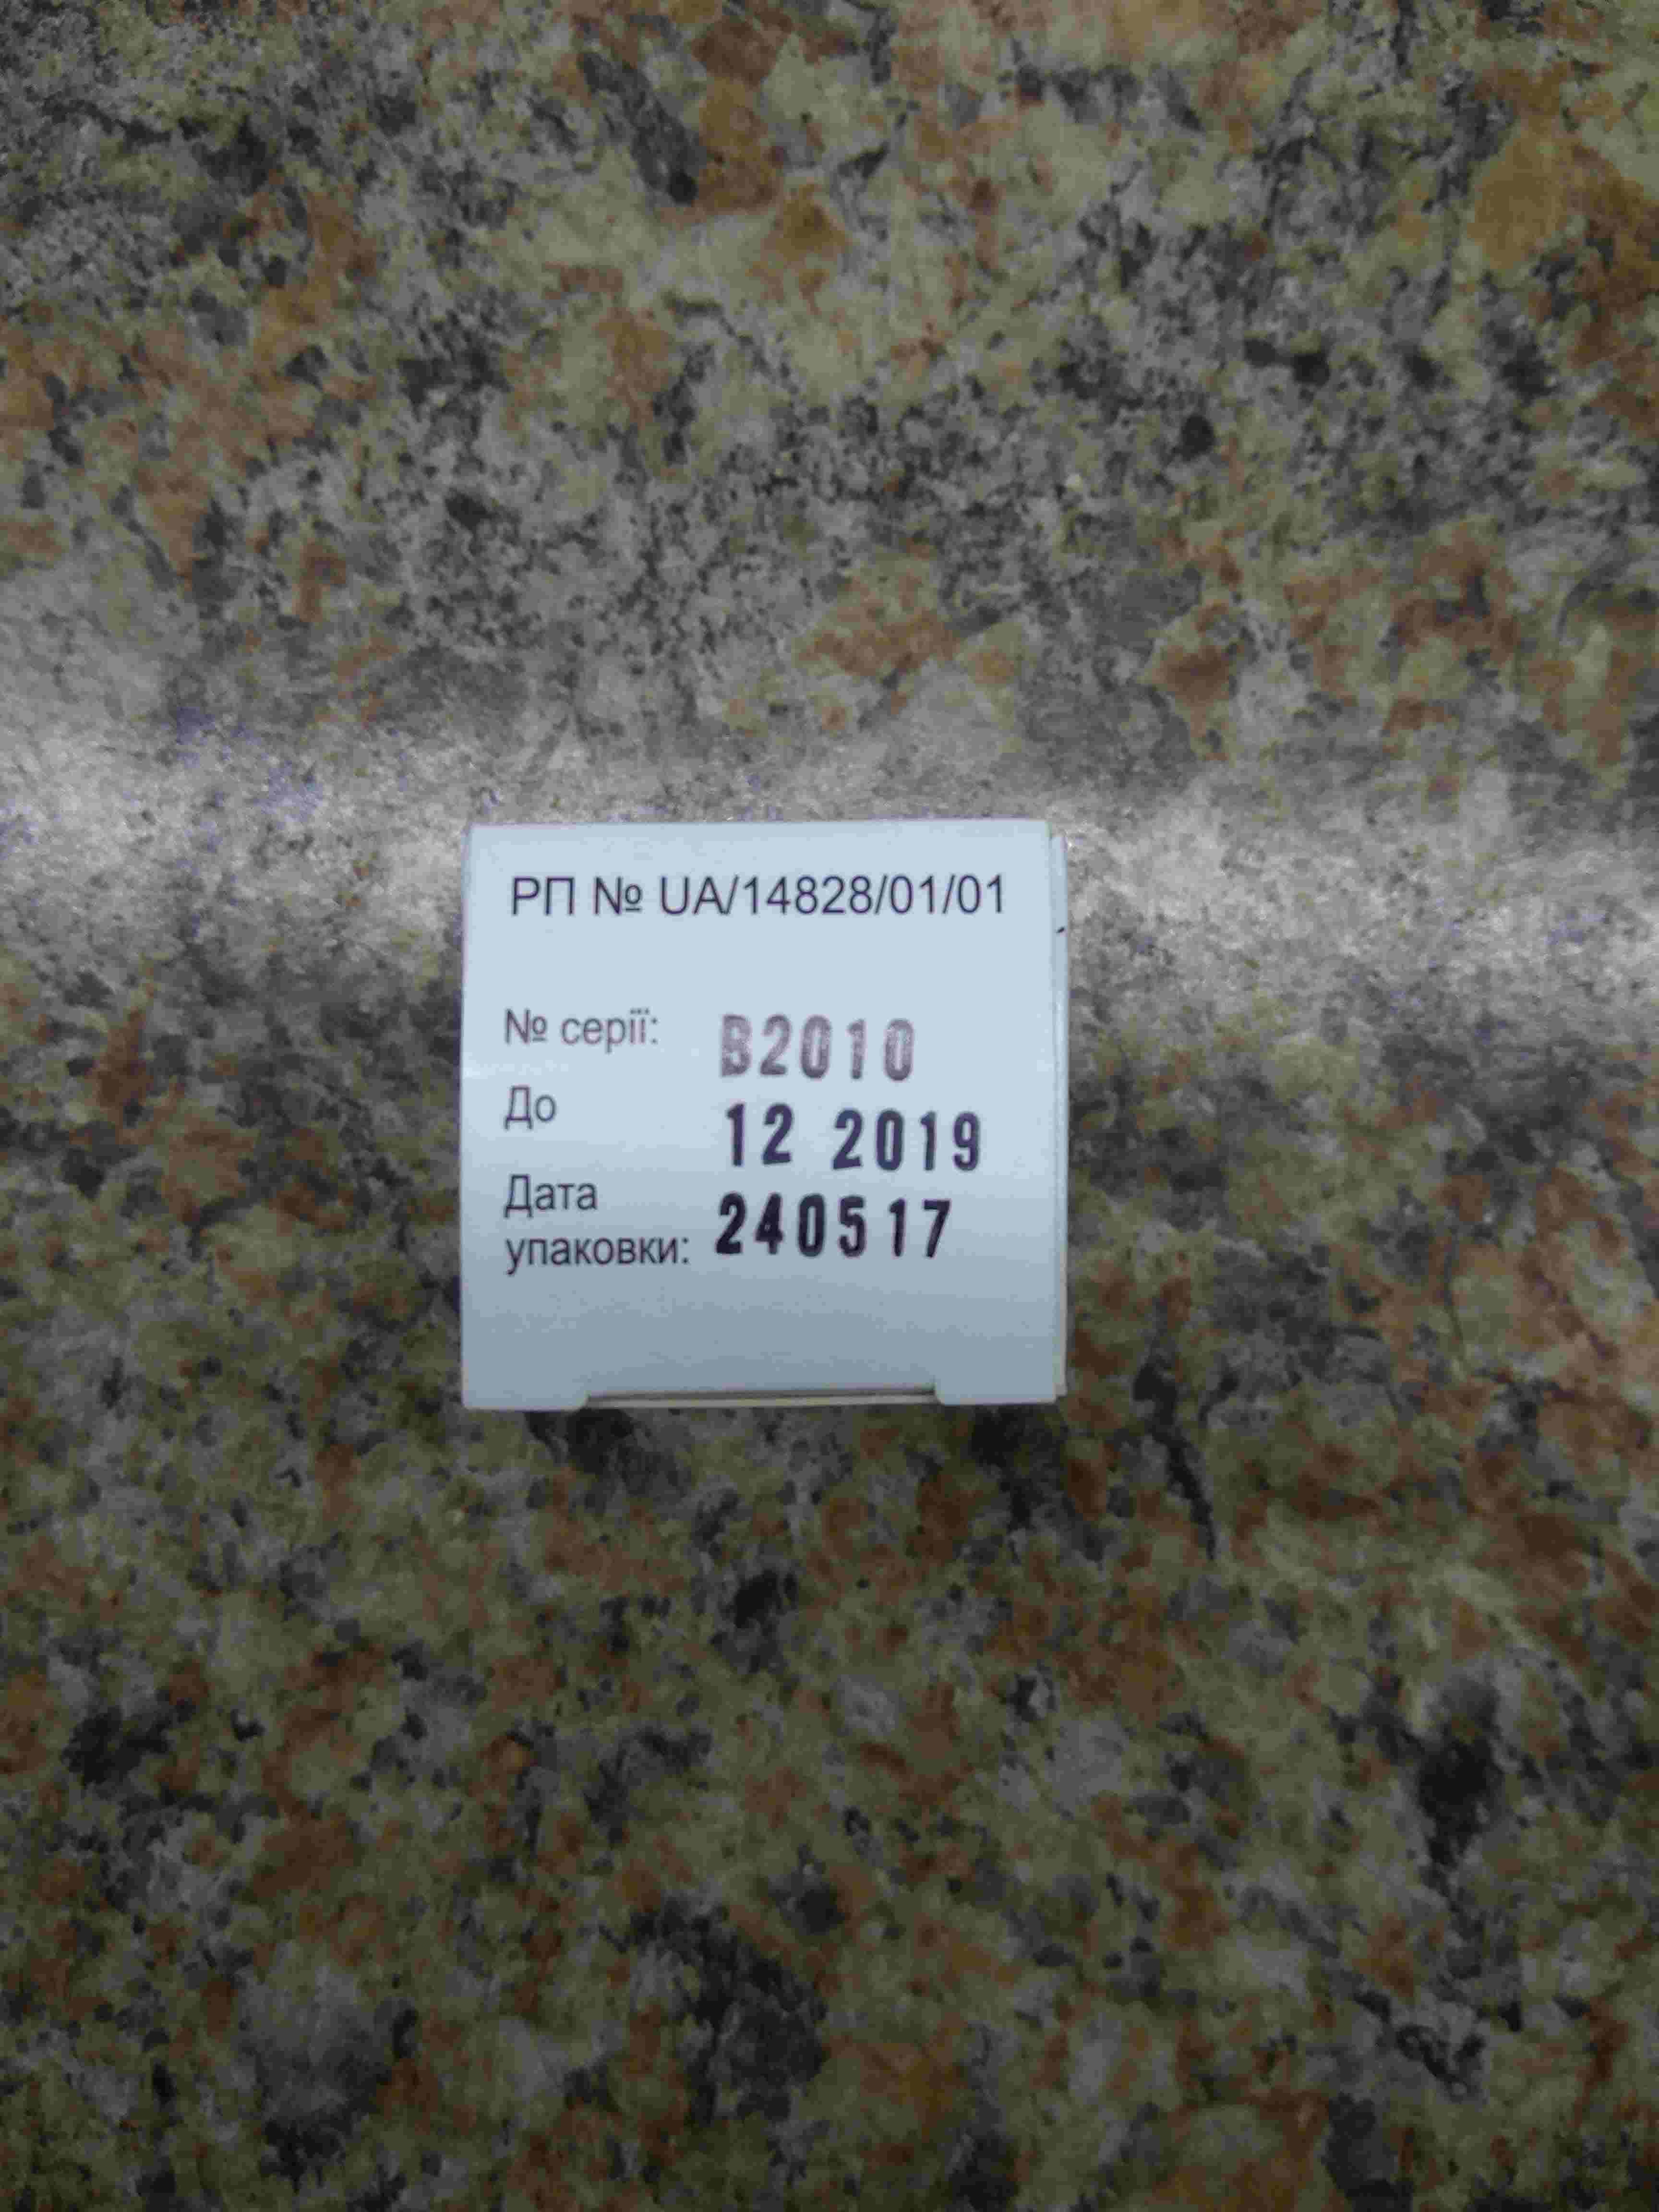 РП № UA/14828/01/01
№ серії: B2010
До 12 2019
Дата
упаковки: 240517